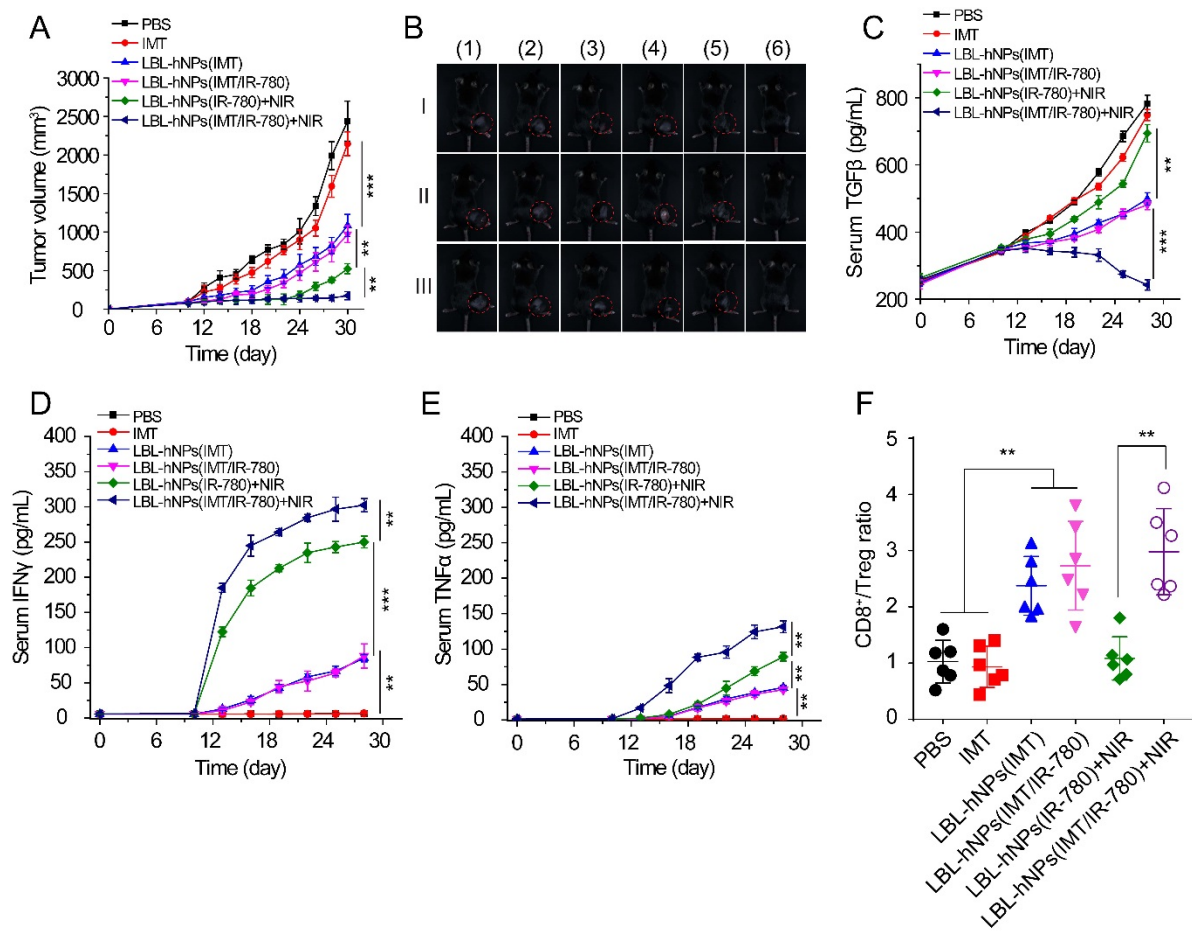 A
PBS
IMT
LBL-hNPs(IMT)
LBL-hNPs(IMT/IR-780)
LBL-hNPs(IR-780)+NIR
LBL-hNPs(IMT/IR-780)+NIR
Tumor volume (mm³)
3000
2500
2000
1500
1000
500
0
0 6 12 18 24 30
Time (day)
***
**
**
B
(1) (2) (3) (4) (5) (6)
I
II
III
C
PBS
IMT
LBL-hNPs(IMT)
LBL-hNPs(IMT/IR-780)
LBL-hNPs(IR-780)+NIR
LBL-hNPs(IMT/IR-780)+NIR
Serum TGFβ (pg/mL)
800
600
400
200
0 6 12 18 24 30
Time (day)
**
***
D
PBS
IMT
LBL-hNPs(IMT)
LBL-hNPs(IMT/IR-780)
LBL-hNPs(IR-780)+NIR
LBL-hNPs(IMT/IR-780)+NIR
Serum IFNγ (pg/mL)
400
350
300
250
200
150
100
50
0
0 6 12 18 24 30
Time (day)
**
***
**
E
PBS
IMT
LBL-hNPs(IMT)
LBL-hNPs(IMT/IR-780)
LBL-hNPs(IR-780)+NIR
LBL-hNPs(IMT/IR-780)+NIR
Serum TNFα (pg/mL)
400
350
300
250
200
150
100
50
0
0 6 12 18 24 30
Time (day)
**
**
**
F
CD8⁺/Treg ratio
5
4
3
2
1
0
**
**
PBS
IMT
LBL-hNPs(IMT)
LBL-hNPs(IMT/IR-780)
LBL-hNPs(IR-780)+NIR
LBL-hNPs(IMT/IR-780)+NIR